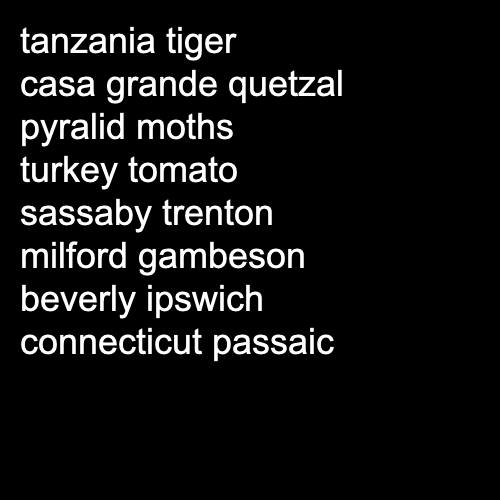 tanzania tiger
casa grande quetzal
pyralid moths
turkey tomato
sassaby trenton
milford gambeson
beverly ipswich
connecticut passaic